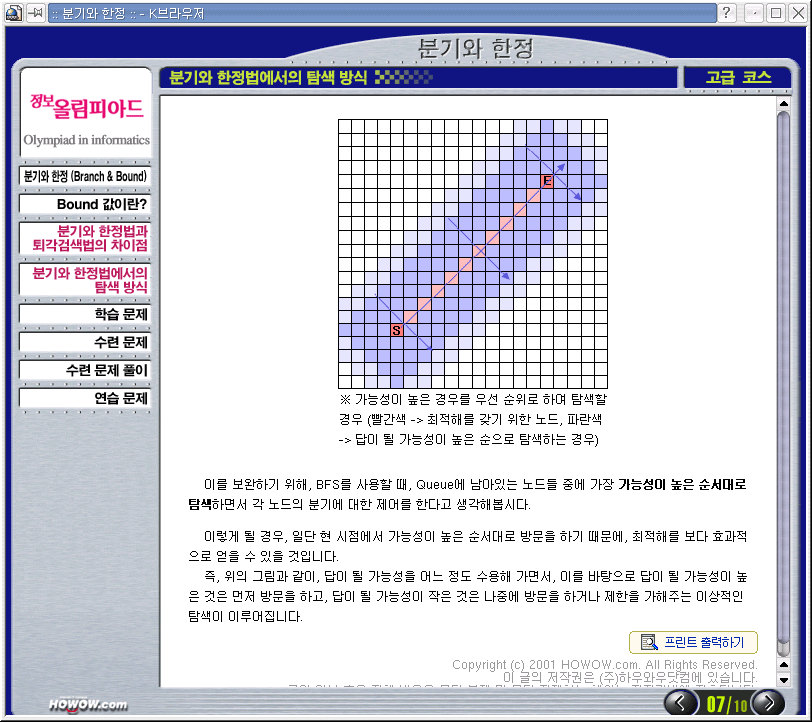 :: 분기와 한정 :: - K브라우저
분기와 한정
정보올림피아드
Olympiad in informatics
분기와 한정 (Branch & Bound)
Bound 값이란?
분기와 한정법과
퇴각검색법의 차이점
분기와 한정법에서의
탐색 방식
학습 문제
수련 문제
수련 문제 풀이
연습 문제
HOWOW.com
분기와 한정법에서의 탐색 방식
고급 코스
E
S
※ 가능성이 높은 경우를 우선 순위로 하여 탐색할
경우 (빨간색 -> 최적해를 갖기 위한 노드, 파란색
-> 답이 될 가능성이 높은 순으로 탐색하는 경우)
이를 보완하기 위해, BFS를 사용할 때, Queue에 남아있는 노드들 중에 가장 가능성이 높은 순서대로
탐색하면서 각 노드의 분기에 대한 제어를 한다고 생각해봅시다.
이렇게 될 경우, 일단 현 시점에서 가능성이 높은 순서대로 방문을 하기 때문에, 최적해를 보다 효과적
으로 얻을 수 있을 것입니다.
즉, 위의 그림과 같이, 답이 될 가능성을 어느 정도 수용해 가면서, 이를 바탕으로 답이 될 가능성이 높
은 것은 먼저 방문을 하고, 답이 될 가능성이 작은 것은 나중에 방문을 하거나 제한을 가해주는 이상적인
탐색이 이루어집니다.
프린트 출력하기
Copyright (c) 2001 HOWOW.com. All Rights Reserved.
이 글의 저작권은 (주)하우와우닷컴에 있습니다.
07/10